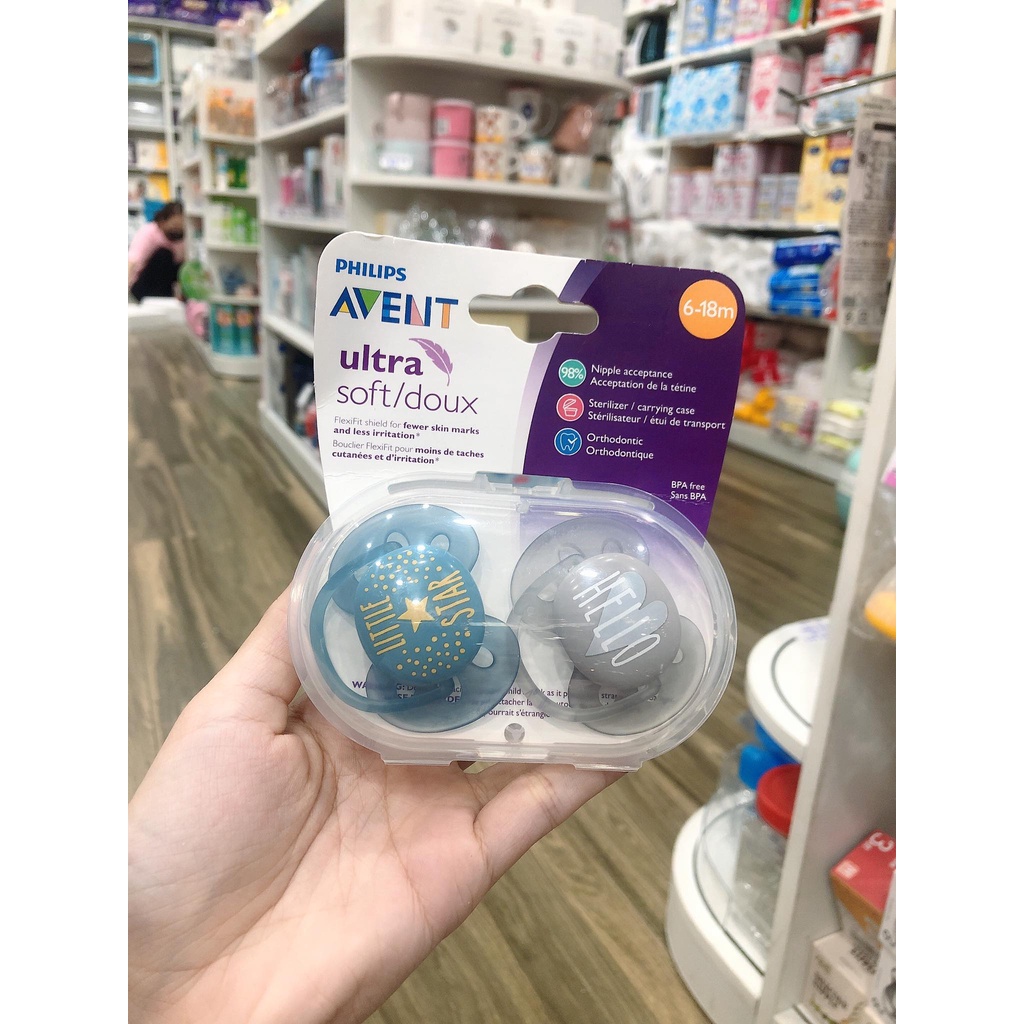 PHILIPS
AVENT
ultra
soft/doux
FlexiFit shield for fewer skin marks
and less irritation*
Bouclier FlexiFit pour moins de taches
cutanées et d'irritation*
6-18m
98%
Nipple acceptance
Acceptation de la tétine
Sterilizer / carrying case
Stérilisateur / étui de transport
Orthodontic
Orthodontique
BPA free
Sans BPA
LITTLE
STAR
HELLO